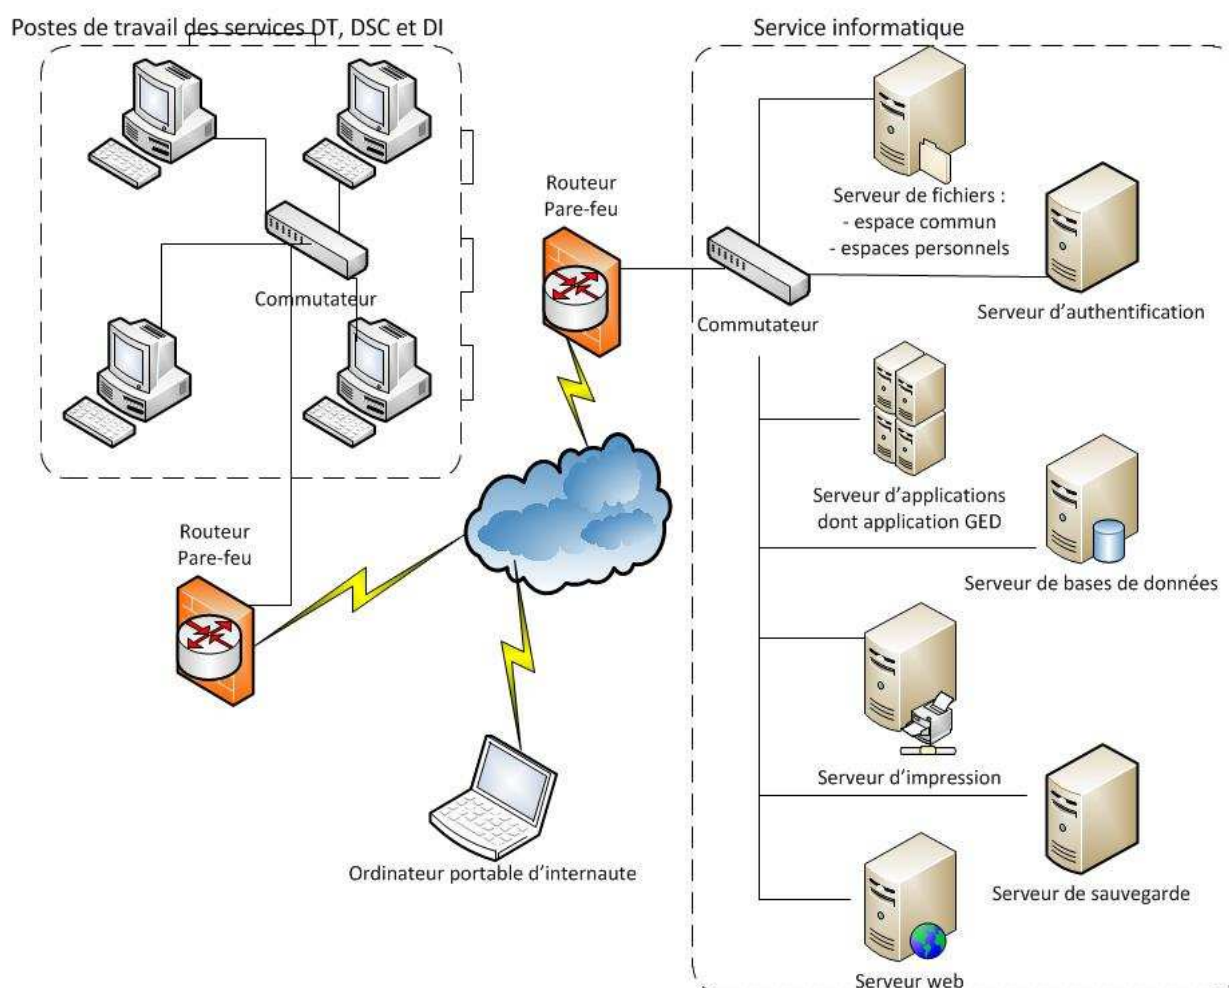 Postes de travail des services DT, DSC et DI
Service informatique
Routeur
Pare-feu
Serveur de fichiers :
- espace commun
- espaces personnels
Commutateur
Commutateur
Serveur d'authentification
Serveur d'applications
dont application GED
Routeur
Pare-feu
Serveur de bases de données
Serveur d'impression
Ordinateur portable d'internaute
Serveur de sauvegarde
Serveur web